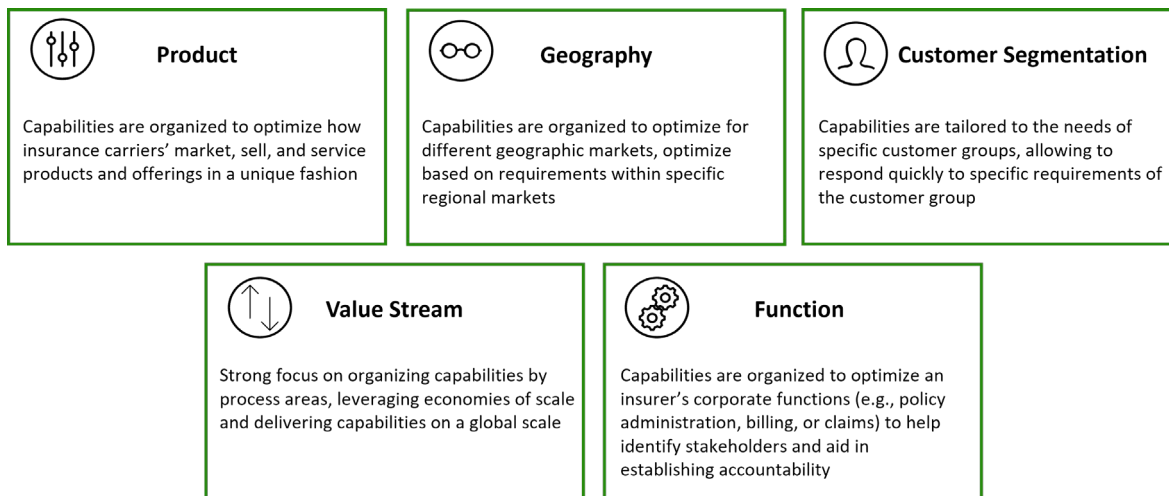 Product
Capabilities are organized to optimize how
insurance carriers’ market, sell, and service
products and offerings in a unique fashion
Geography
Capabilities are organized to optimize for
different geographic markets, optimize
based on requirements within specific
regional markets
Customer Segmentation
Capabilities are tailored to the needs of
specific customer groups, allowing to
respond quickly to specific requirements of
the customer group
Value Stream
Strong focus on organizing capabilities by
process areas, leveraging economies of scale
and delivering capabilities on a global scale
Function
Capabilities are organized to optimize an
insurer’s corporate functions (e.g., policy
administration, billing, or claims) to help
identify stakeholders and aid in
establishing accountability